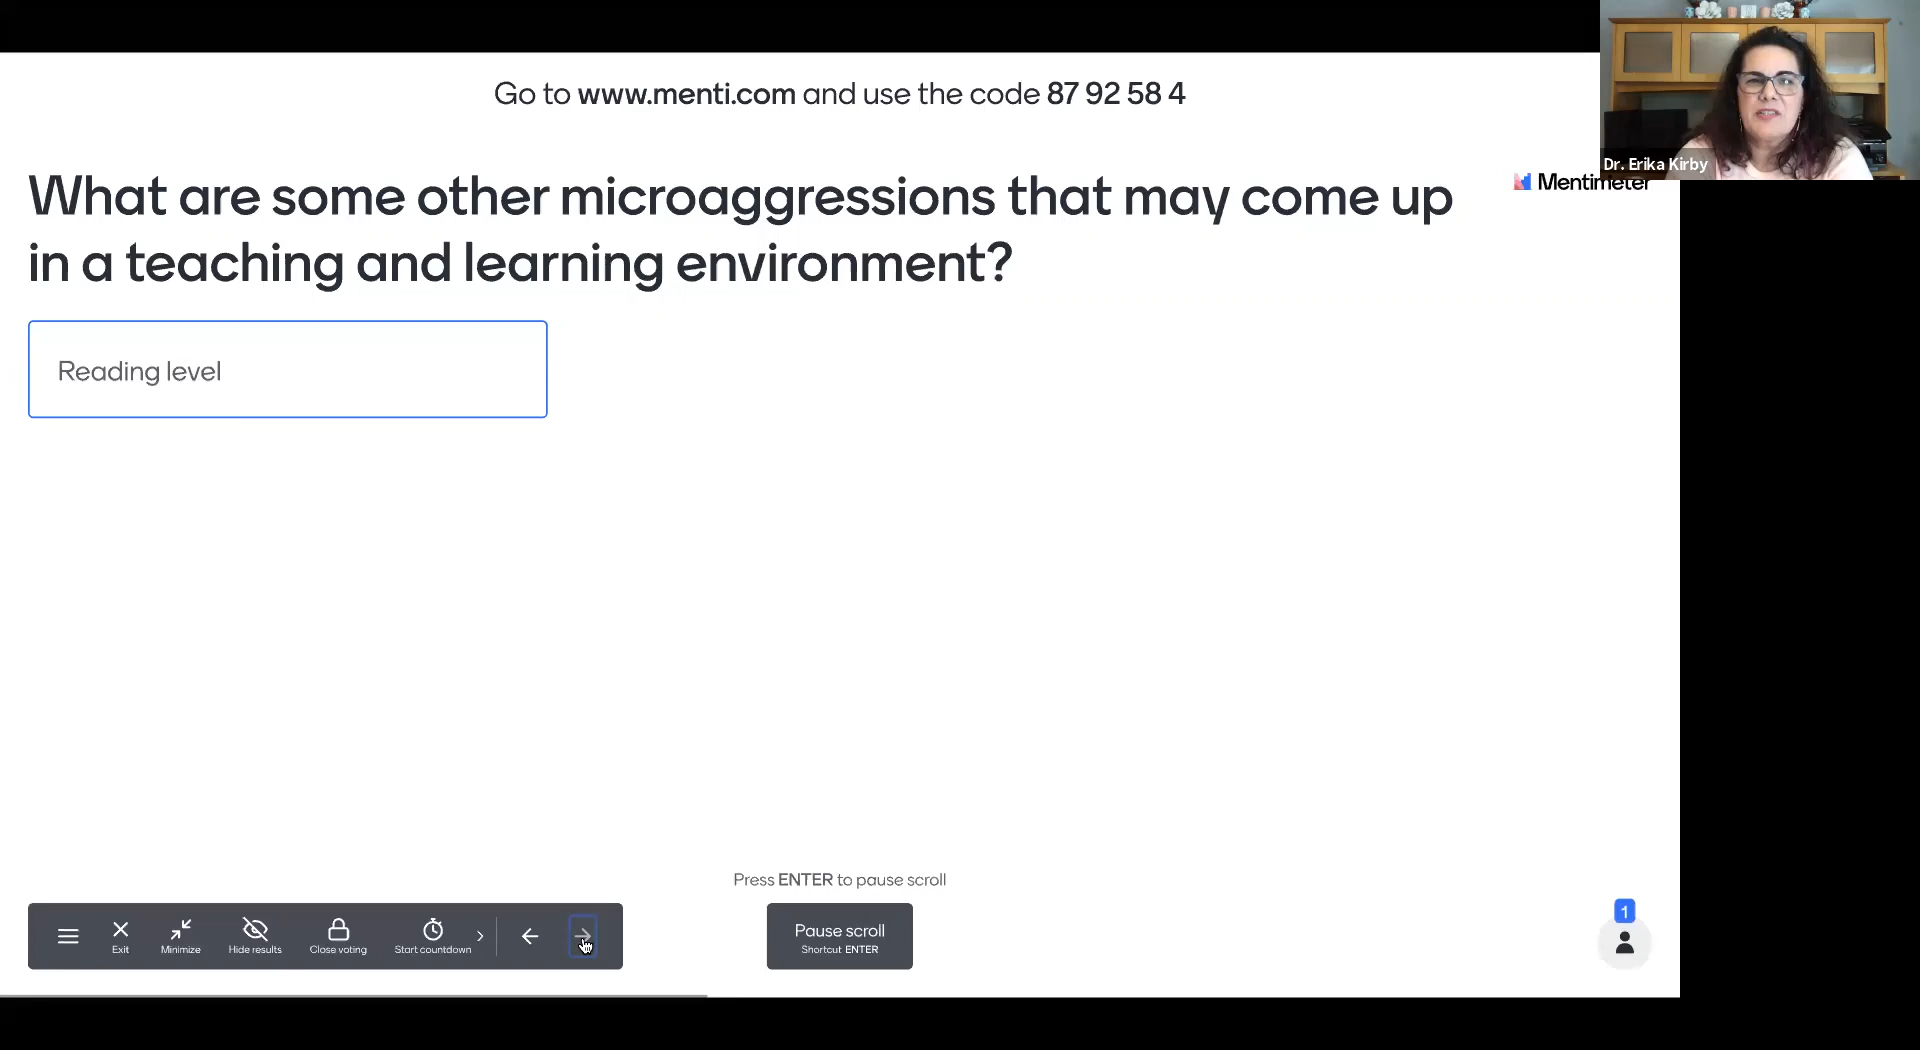 Go to www.menti.com and use the code 87 92 58 4
Dr. Erika Kirby
Mentimeter
What are some other microaggressions that may come up
in a teaching and learning environment?
Reading level
Press ENTER to pause scroll
Exit
Minimize
Hide results
Close voting
Start countdown
Pause scroll
Shortcut ENTER
1